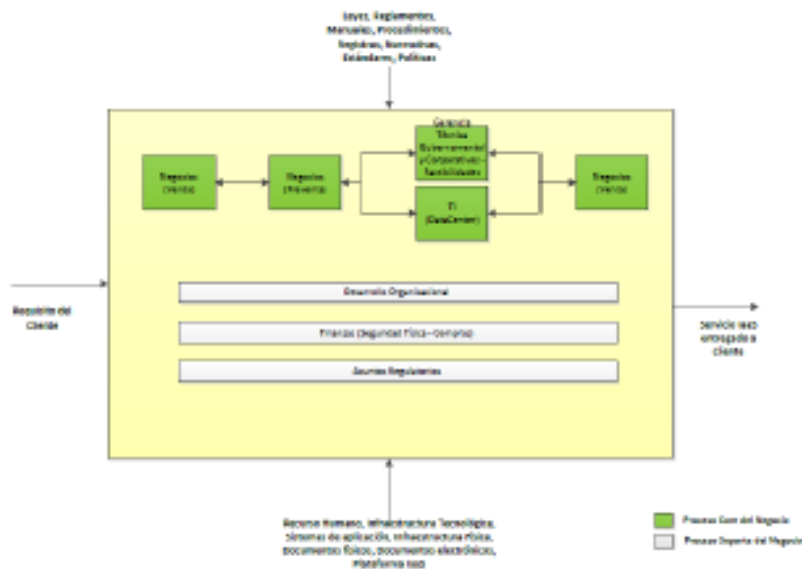 Leyes, Reglamentos,
Manuales, Procedimientos,
Registros, Normativas,
Estándares, Políticas
Negocios
(Venta)
Negocios
(Preventa)
Gerencia
Técnica
Gubernamental
y Corporativos -
Factibilidades
TI
(DataCenter)
Negocios
(Venta)
Requisito del
Cliente
Desarrollo Organizacional
Finanzas (Seguridad Física - Compras)
Asuntos Regulatorios
Servicio IaaS
entregado a
Cliente
Recurso Humano, Infraestructura Tecnológica,
Sistemas de aplicación, Infraestructura Física,
Documentos físicos, Documentos electrónicos,
Plataforma IaaS
Proceso Core del Negocio
Proceso Soporte del Negocio